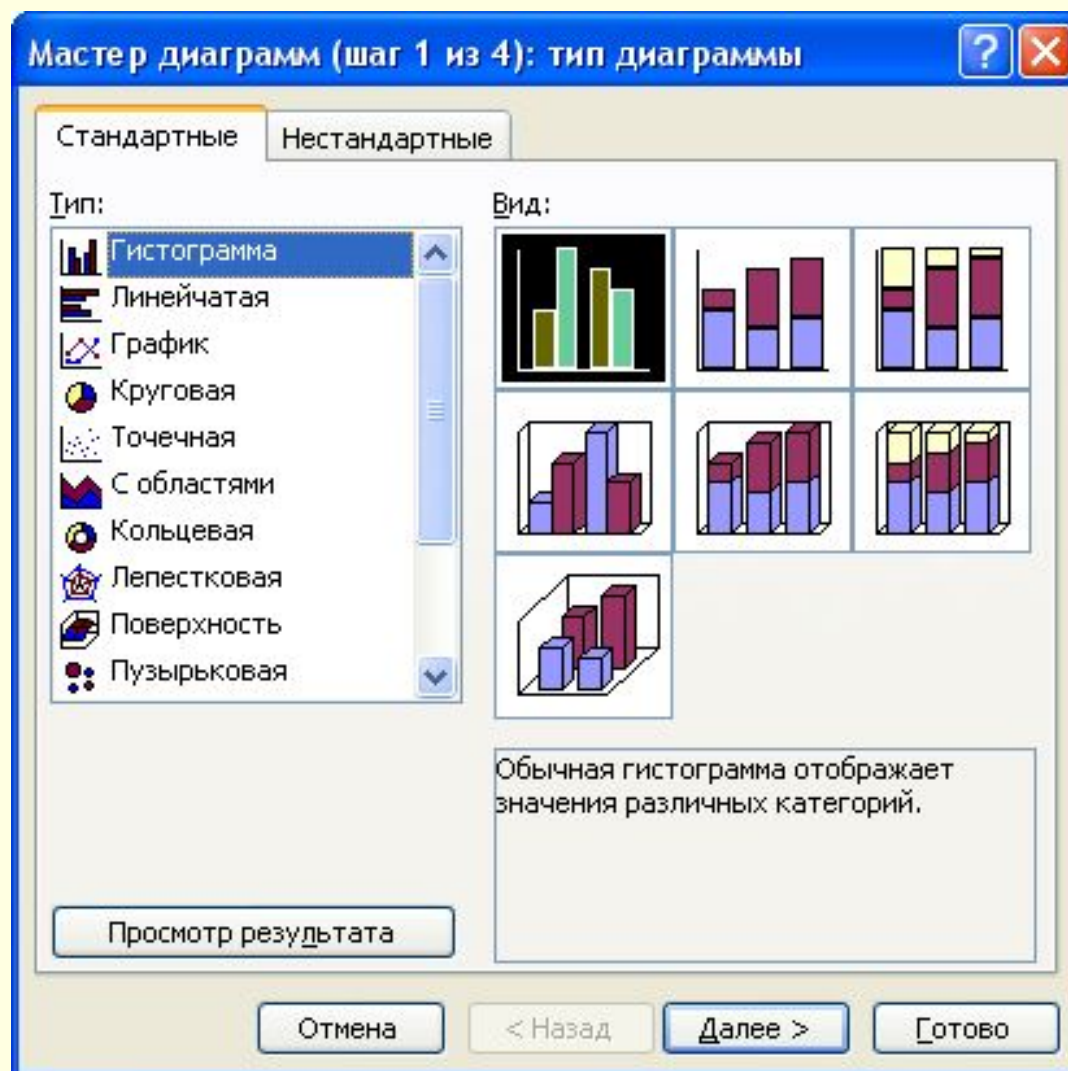 Мастер диаграмм (шаг 1 из 4): тип диаграммы
Стандартные
Нестандартные
Тип:
Гистограмма
Линейчатая
График
Круговая
Точечная
С областями
Кольцевая
Лепестковая
Поверхность
Пузырьковая
Вид:
Обычная гистограмма отображает
значения различных категорий.
Просмотр результата
Отмена
< Назад
Далее >
Готово